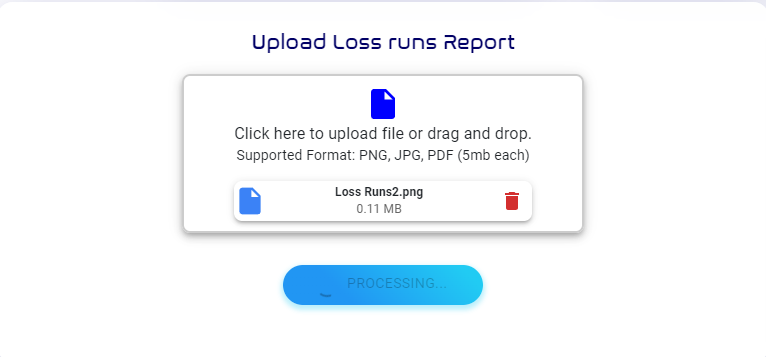 Upload Loss runs Report
Click here to upload file or drag and drop.
Supported Format: PNG, JPG, PDF (5mb each)
Loss Runs2.png
0.11 MB
PROCESSING...